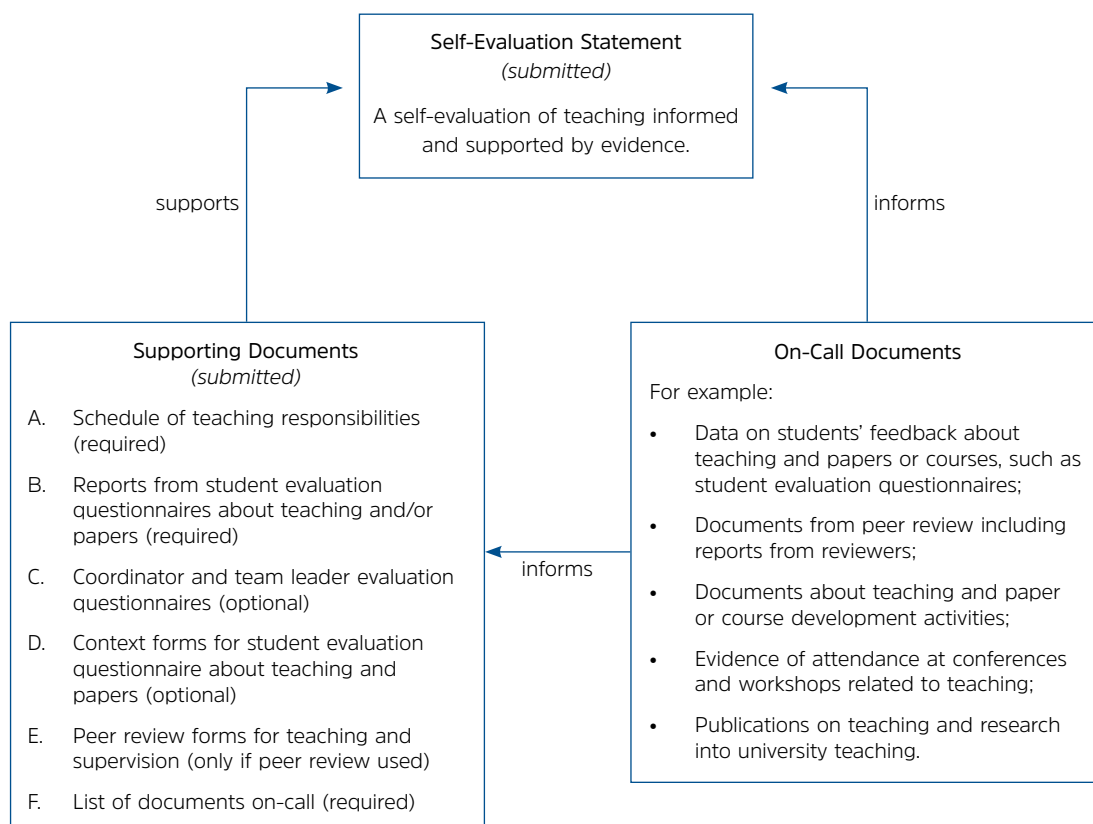 Self-Evaluation Statement
(submitted)
A self-evaluation of teaching informed
and supported by evidence.
supports
informs
Supporting Documents
(submitted)
A. Schedule of teaching responsibilities
(required)
B. Reports from student evaluation
questionnaires about teaching and/or
papers (required)
C. Coordinator and team leader evaluation
questionnaires (optional)
D. Context forms for student evaluation
questionnaire about teaching and
papers (optional)
E. Peer review forms for teaching and
supervision (only if peer review used)
F. List of documents on-call (required)
informs
On-Call Documents
For example:
• Data on students’ feedback about
teaching and papers or courses, such as
student evaluation questionnaires;
• Documents from peer review including
reports from reviewers;
• Documents about teaching and paper
or course development activities;
• Evidence of attendance at conferences
and workshops related to teaching;
• Publications on teaching and research
into university teaching.